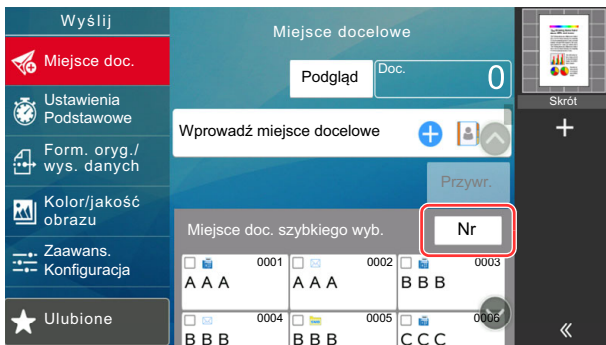 Wyślij
Miejsce doc.
Ustawienia
Podstawowe
Form. oryg./
wys. danych
Kolor/jakość
obrazu
Zaawans.
Konfiguracja
Ulubione
Miejsce docelowe
Podgląd
Doc.
0
Wprowadź miejsce docelowe
Przywr.
Miejsce doc. szybkiego wyb.
Nr
0001
A A A
0002
A A A
0003
B B B
0004
B B B
0005
B B B
0006
C C C
Skrót